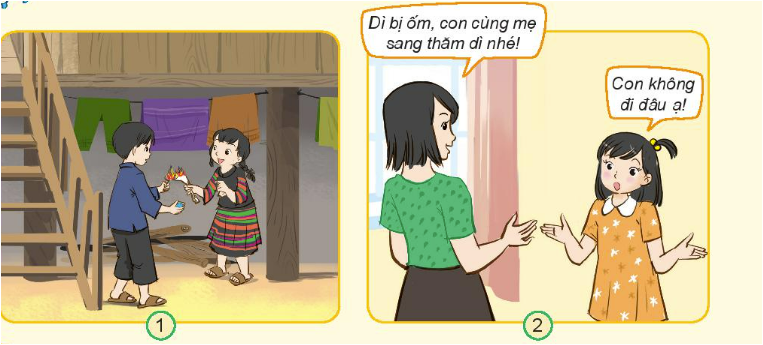 Dì bị ốm, con cùng mẹ
sang thăm dì nhé!
Con không
đi đâu ạ!
1
2